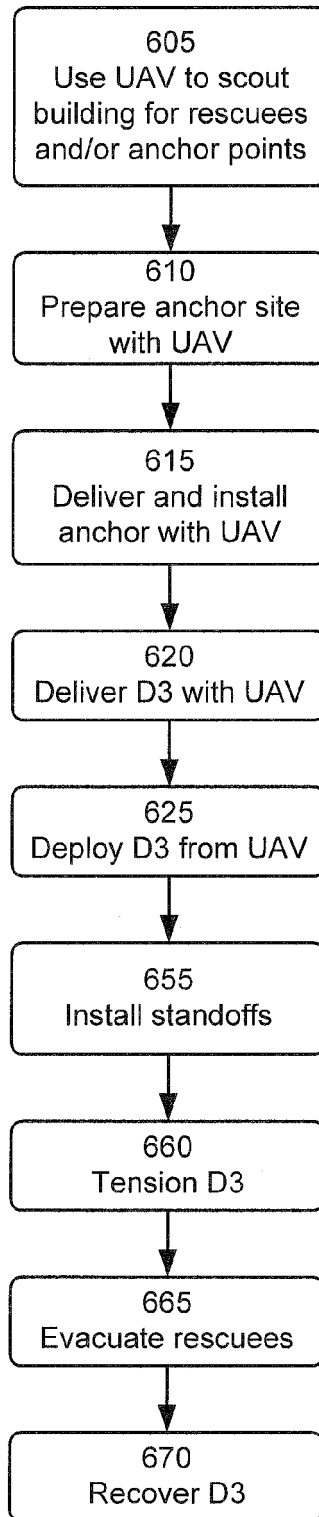 605
Use UAV to scout
building for rescuees
and/or anchor points
610
Prepare anchor site
with UAV
615
Deliver and install
anchor with UAV
620
Deliver D3 with UAV
625
Deploy D3 from UAV
655
Install standoffs
660
Tension D3
665
Evacuate rescuees
670
Recover D3